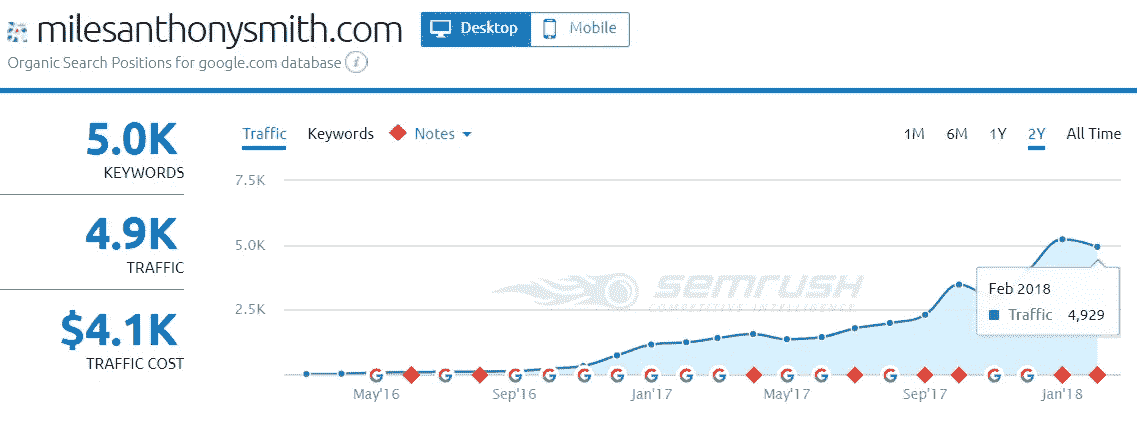 milesanthonysmith.com
Desktop
Mobile
Organic Search Positions for google.com database i
5.0K
KEYWORDS
4.9K
TRAFFIC
$4.1K
TRAFFIC COST
Traffic
Keywords
Notes
1M
6M
1Y
2Y
All Time
7.5K
5.0K
2.5K
semrush
COMPETITIVE INTELLIGENCE
Feb 2018
Traffic 4,929
G G G G G G G G G G G G G
May'16
Sep'16
Jan'17
May'17
Sep'17
Jan'18